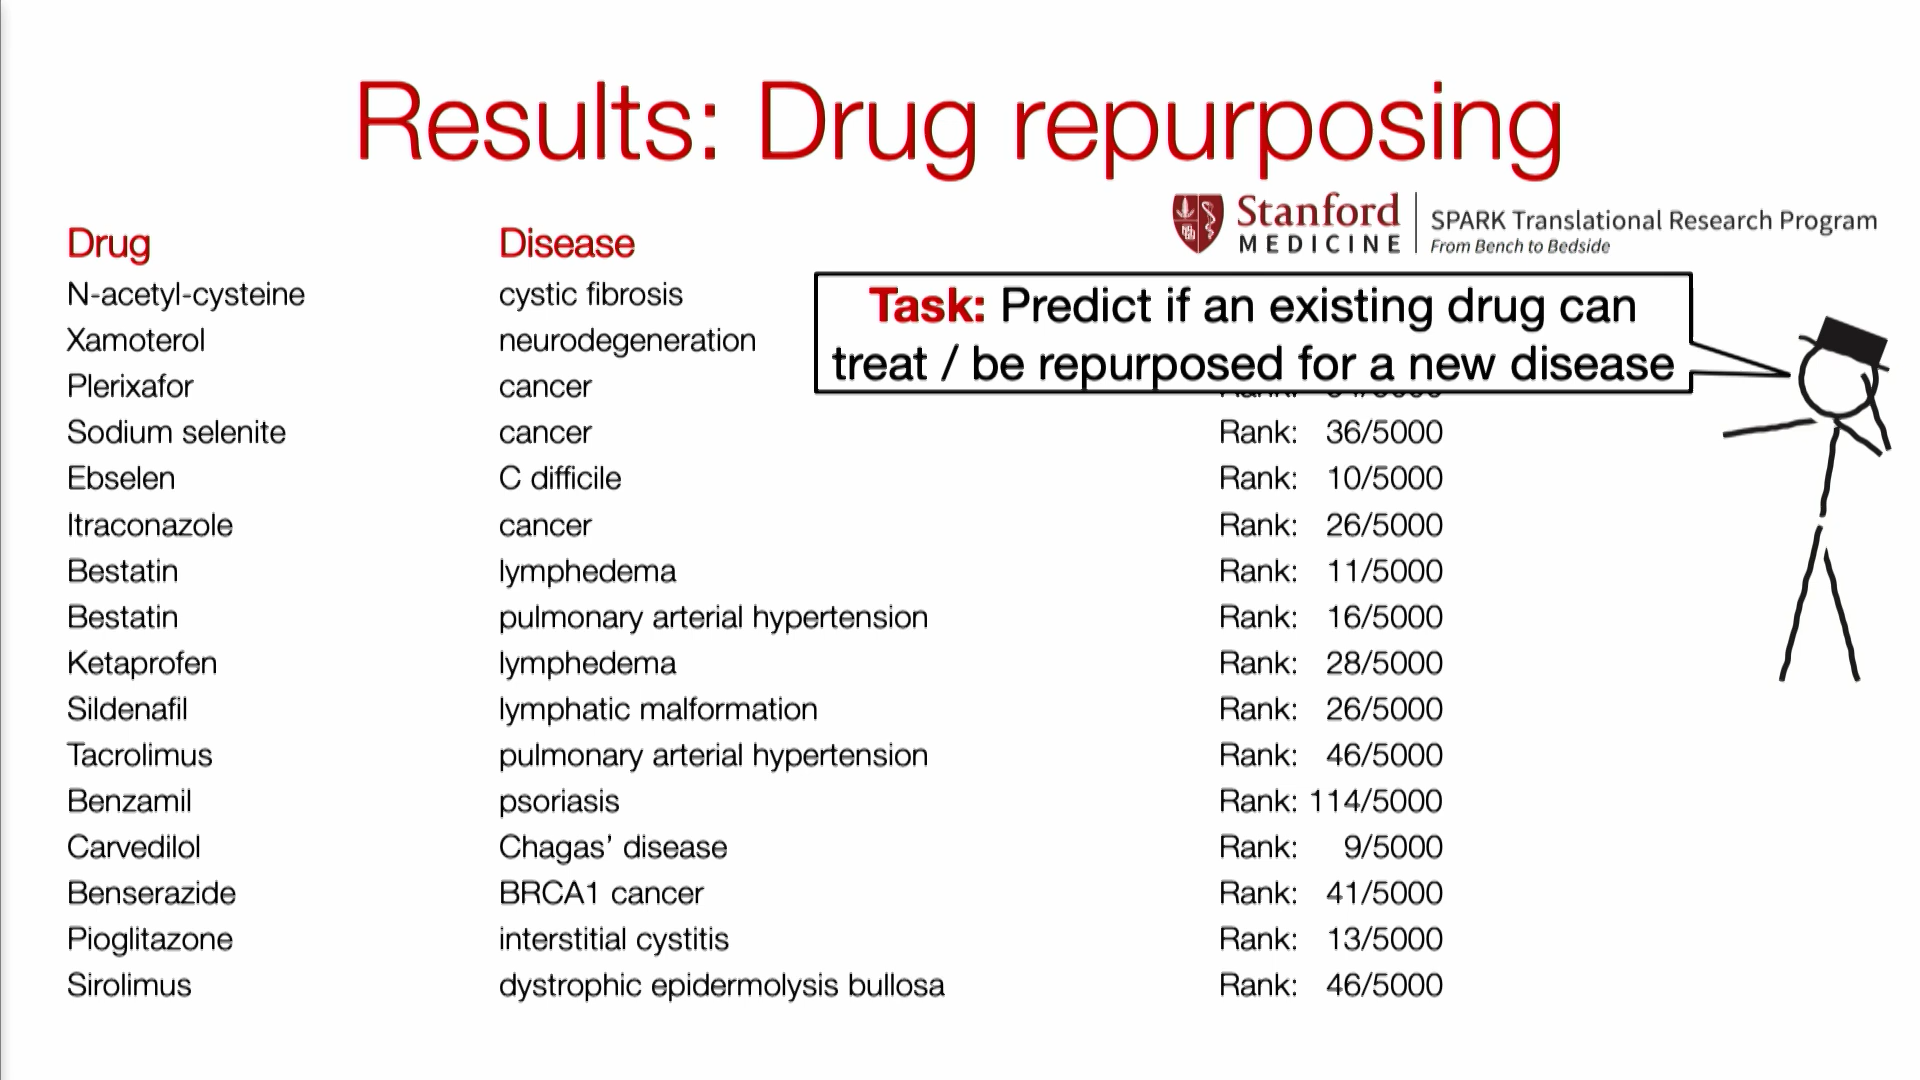 Results: Drug repurposing
Stanford
MEDICINE
SPARK Translational Research Program
From Bench to Bedside
Drug Disease
Task: Predict if an existing drug can
treat / be repurposed for a new disease
N-acetyl-cysteine cystic fibrosis
Xamoterol neurodegeneration
Plerixafor cancer
Sodium selenite cancer Rank: 36/5000
Ebselen C difficile Rank: 10/5000
Itraconazole cancer Rank: 26/5000
Bestatin lymphedema Rank: 11/5000
Bestatin pulmonary arterial hypertension Rank: 16/5000
Ketaprofen lymphedema Rank: 28/5000
Sildenafil lymphatic malformation Rank: 26/5000
Tacrolimus pulmonary arterial hypertension Rank: 46/5000
Benzamil psoriasis Rank: 114/5000
Carvedilol Chagas’ disease Rank: 9/5000
Benserazide BRCA1 cancer Rank: 41/5000
Pioglitazone interstitial cystitis Rank: 13/5000
Sirolimus dystrophic epidermolysis bullosa Rank: 46/5000